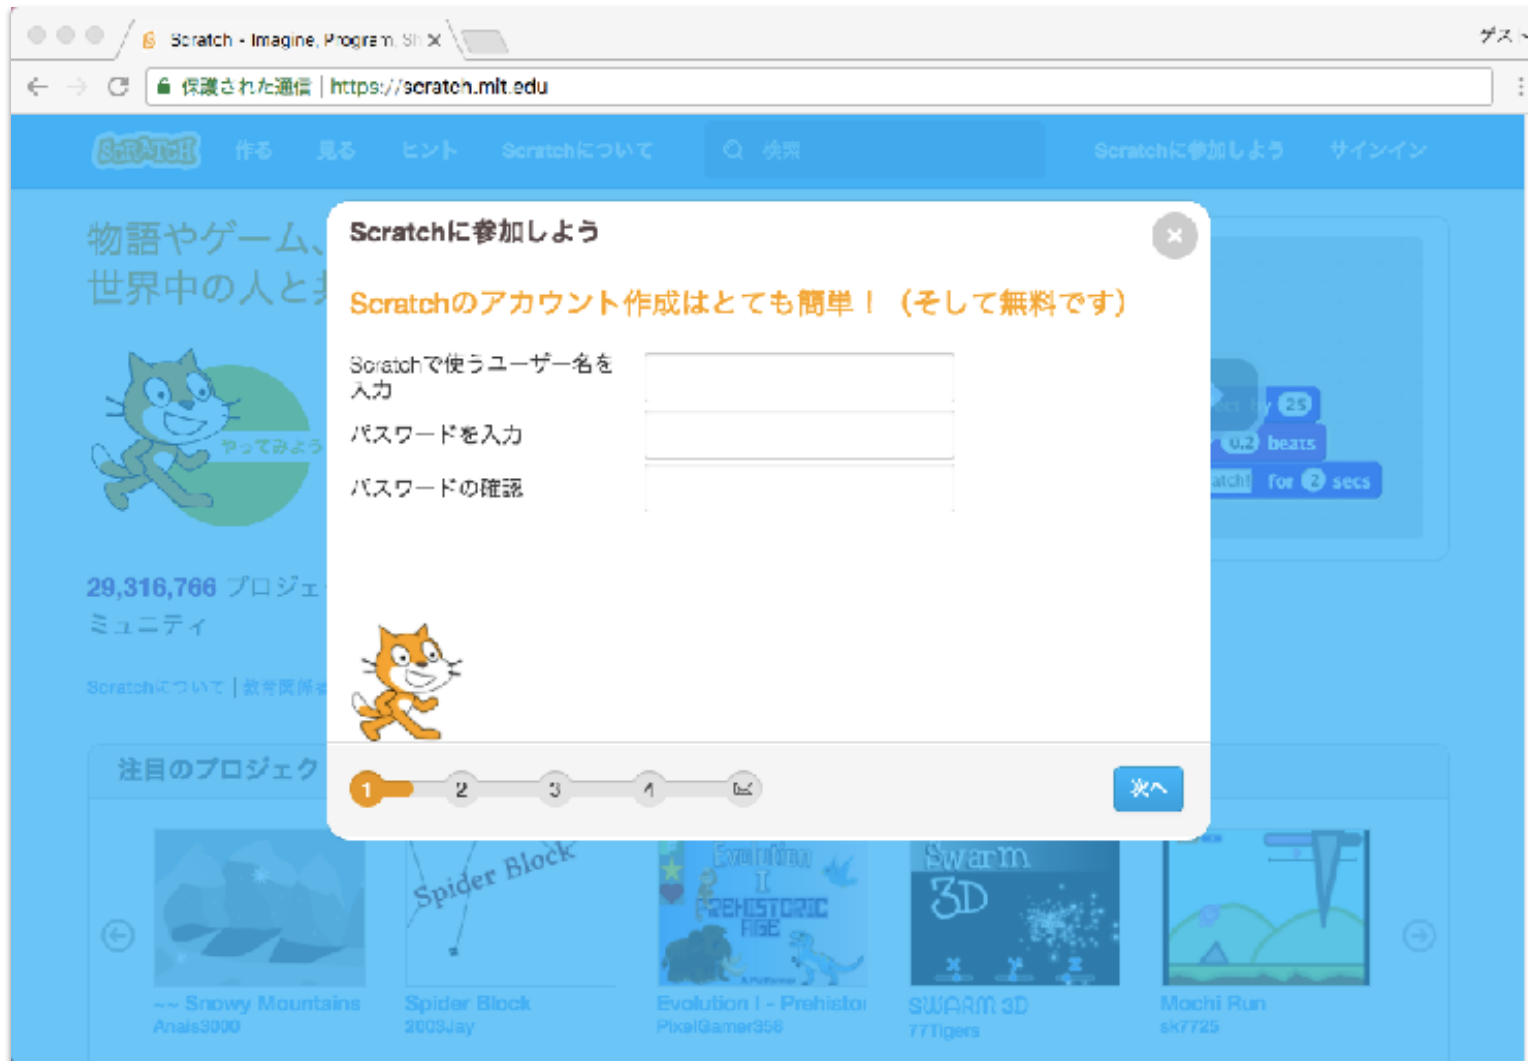 Scratch - Imagine, Program, Sh
ゲスト
保護された通信 | https://scratch.mit.edu
SCRATCH 作る 見る ヒント Scratchについて 検索 Scratchに参加しよう サインイン
物語やゲーム、
世界中の人と共
Scratchに参加しよう
Scratchのアカウント作成はとても簡単！（そして無料です）
Scratchで使うユーザー名を
入力
パスワードを入力
パスワードの確認
やってみよう
by 25
0.2 beats
atch! for 2 secs
29,316,766 プロジェ
ミュニティ
Scratchについて | 教育関係者
注目のプロジェク
1 2 3 4
次へ
Spider Block
Evolution
I
PREHISTORIC
AGE
Swarm
3D
~~ Snowy Mountains
Anais3000
Spider Block
2003Jay
Evolution I - Prehistor
PixelGamer356
SWARM 3D
77Tigers
Mochi Run
sk7725